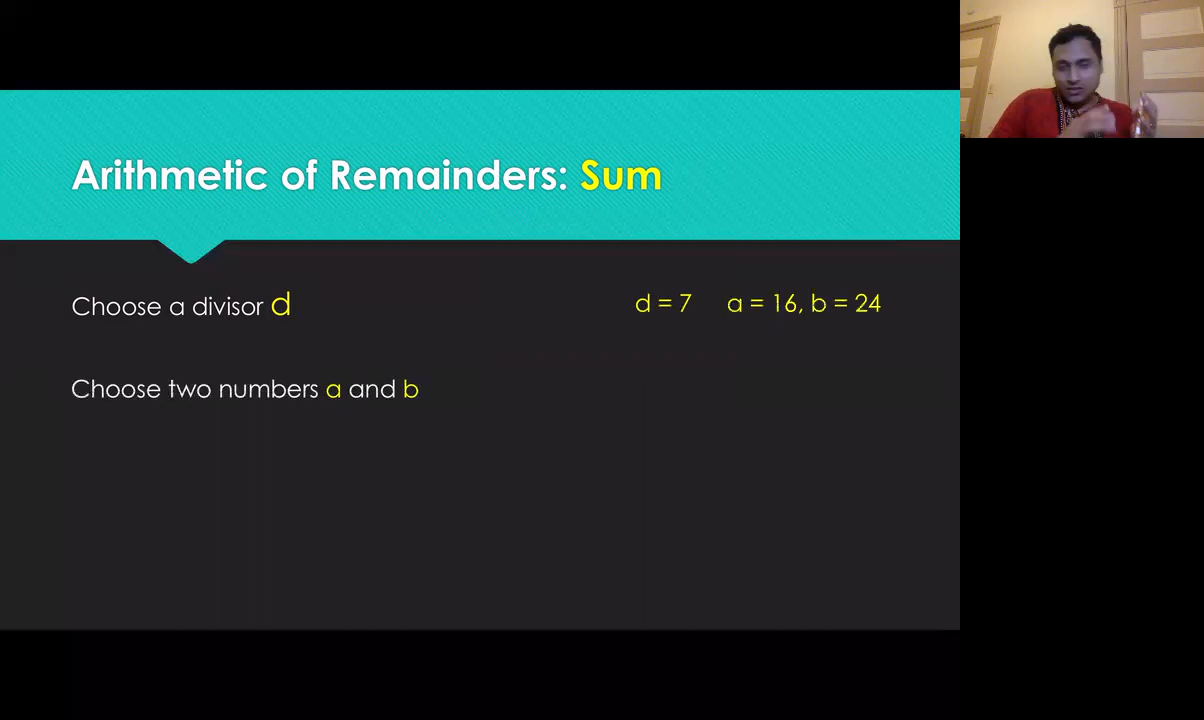 Arithmetic of Remainders: Sum
Choose a divisor d
d = 7 a = 16, b = 24
Choose two numbers a and b